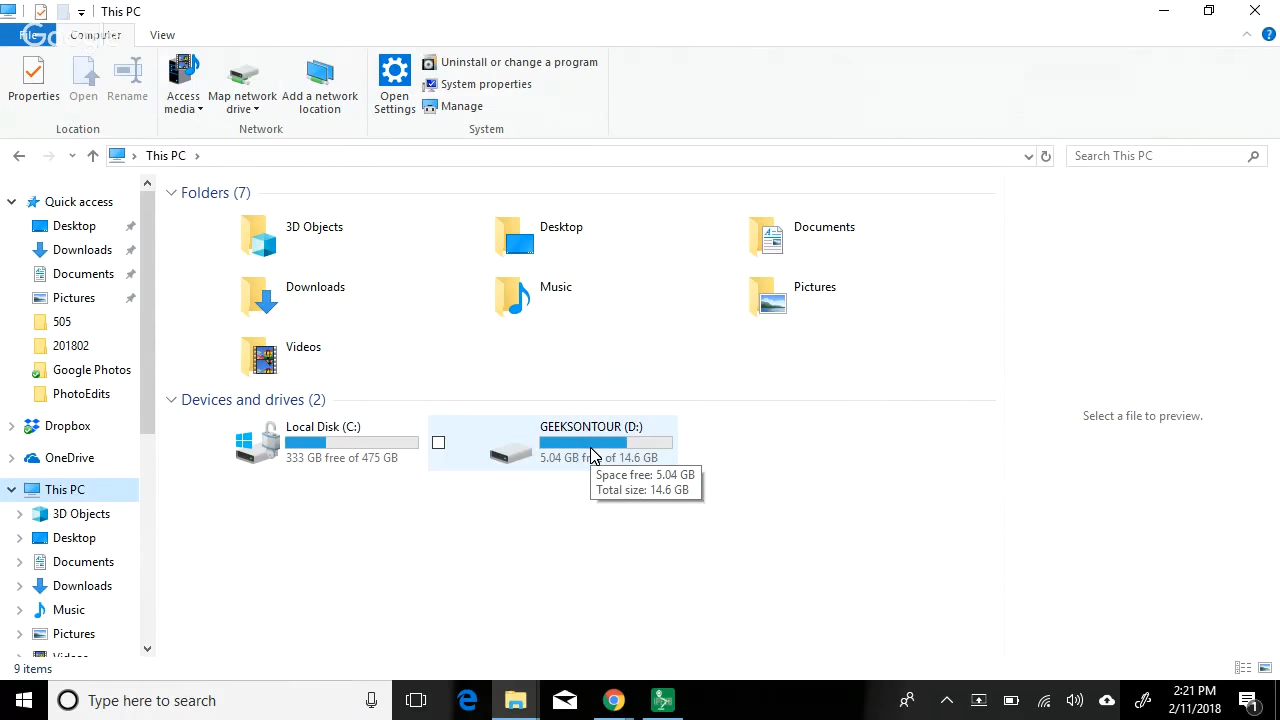 This PC
File
Computer
View
Google
Properties
Open
Rename
Access media
Map network drive
Add a network location
Open Settings
Uninstall or change a program
System properties
Manage
Location
Network
System
This PC
Search This PC
Quick access
Desktop
Downloads
Documents
Pictures
505
201802
Google Photos
PhotoEdits
Dropbox
OneDrive
This PC
3D Objects
Desktop
Documents
Downloads
Music
Pictures
Videos
Folders (7)
3D Objects
Desktop
Documents
Downloads
Music
Pictures
Videos
Devices and drives (2)
Local Disk (C:)
333 GB free of 475 GB
GEEKSONTOUR (D:)
5.04 GB free of 14.6 GB
Space free: 5.04 GB
Total size: 14.6 GB
Select a file to preview.
9 items
Type here to search
2:21 PM
2/11/2018
1